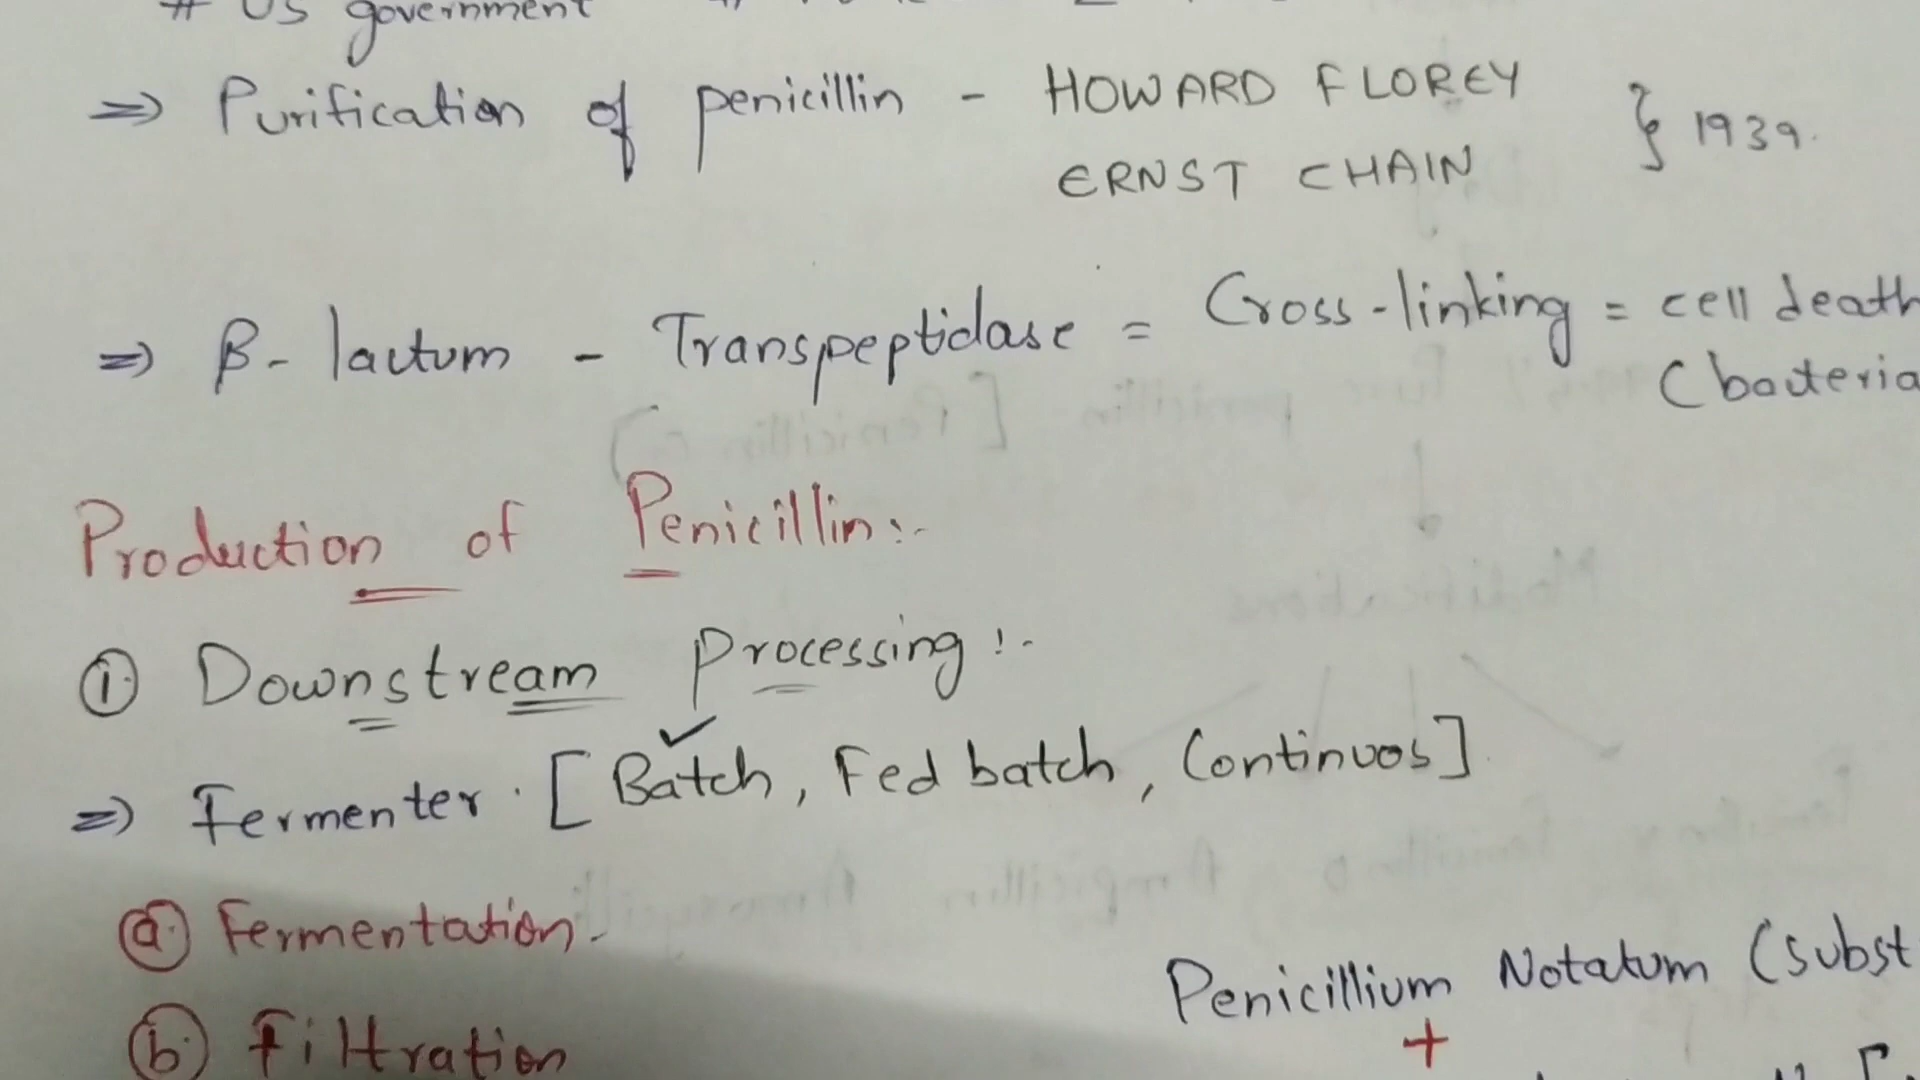 # US government
⇒ Purification of penicillin - HOWARD FLOREY
ERNST CHAIN } 1939.
⇒ β- lactum - Transpeptidase = Cross-linking = cell death
(bacteria
Production of Penicillin:-
① Downstream Processing:-
⇒ Fermenter. [Batch, Fed batch, Continuos]
ⓐ Fermentation-
ⓑ Filtration
Penicillium Notatum (subst
+